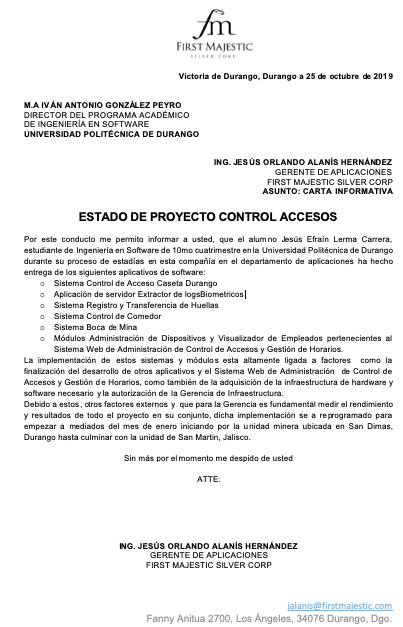 fm
FIRST MAJESTIC
SILVER CORP
Victoria de Durango, Durango a 25 de octubre de 2019
M.A IVÁN ANTONIO GONZÁLEZ PEYRO
DIRECTOR DEL PROGRAMA ACADÉMICO
DE INGENIERÍA EN SOFTWARE
UNIVERSIDAD POLITÉCNICA DE DURANGO
ING. JESÚS ORLANDO ALANÍS HERNÁNDEZ
GERENTE DE APLICACIONES
FIRST MAJESTIC SILVER CORP
ASUNTO: CARTA INFORMATIVA
ESTADO DE PROYECTO CONTROL ACCESOS
Por este conducto me permito informar a usted, que el alumno Jesús Efraín Lerma Carrera,
estudiante de Ingeniería en Software de 10mo cuatrimestre en la Universidad Politécnica de Durango
durante su proceso de estadías en esta compañía en el departamento de aplicaciones ha hecho
entrega de los siguientes aplicativos de software:
o Sistema Control de Acceso Caseta Durango
o Aplicación de servidor Extractor de logsBiometricos
o Sistema Registro y Transferencia de Huellas
o Sistema Control de Comedor
o Sistema Boca de Mina
o Módulos Administración de Dispositivos y Visualizador de Empleados pertenecientes al
Sistema Web de Administración de Control de Accesos y Gestión de Horarios.
La implementación de estos sistemas y módulos esta altamente ligada a factores como la
finalización del desarrollo de otros aplicativos y el Sistema Web de Administración de Control de
Accesos y Gestión de Horarios, como también de la adquisición de la infraestructura de hardware y
software necesario y la autorización de la Gerencia de Infraestructura.
Debido a estos, otros factores externos y que para la Gerencia es fundamental medir el rendimiento
y resultados de todo el proyecto en su conjunto, dicha implementación se a reprogramado para
empezar a mediados del mes de enero iniciando por la unidad minera ubicada en San Dimas,
Durango hasta culminar con la unidad de San Martin, Jalisco.
Sin más por el momento me despido de usted
ATTE:
ING. JESÚS ORLANDO ALANÍS HERNÁNDEZ
GERENTE DE APLICACIONES
FIRST MAJESTIC SILVER CORP
jalanis@firstmajestic.com
Fanny Anitua 2700, Los Ángeles, 34076 Durango, Dgo.